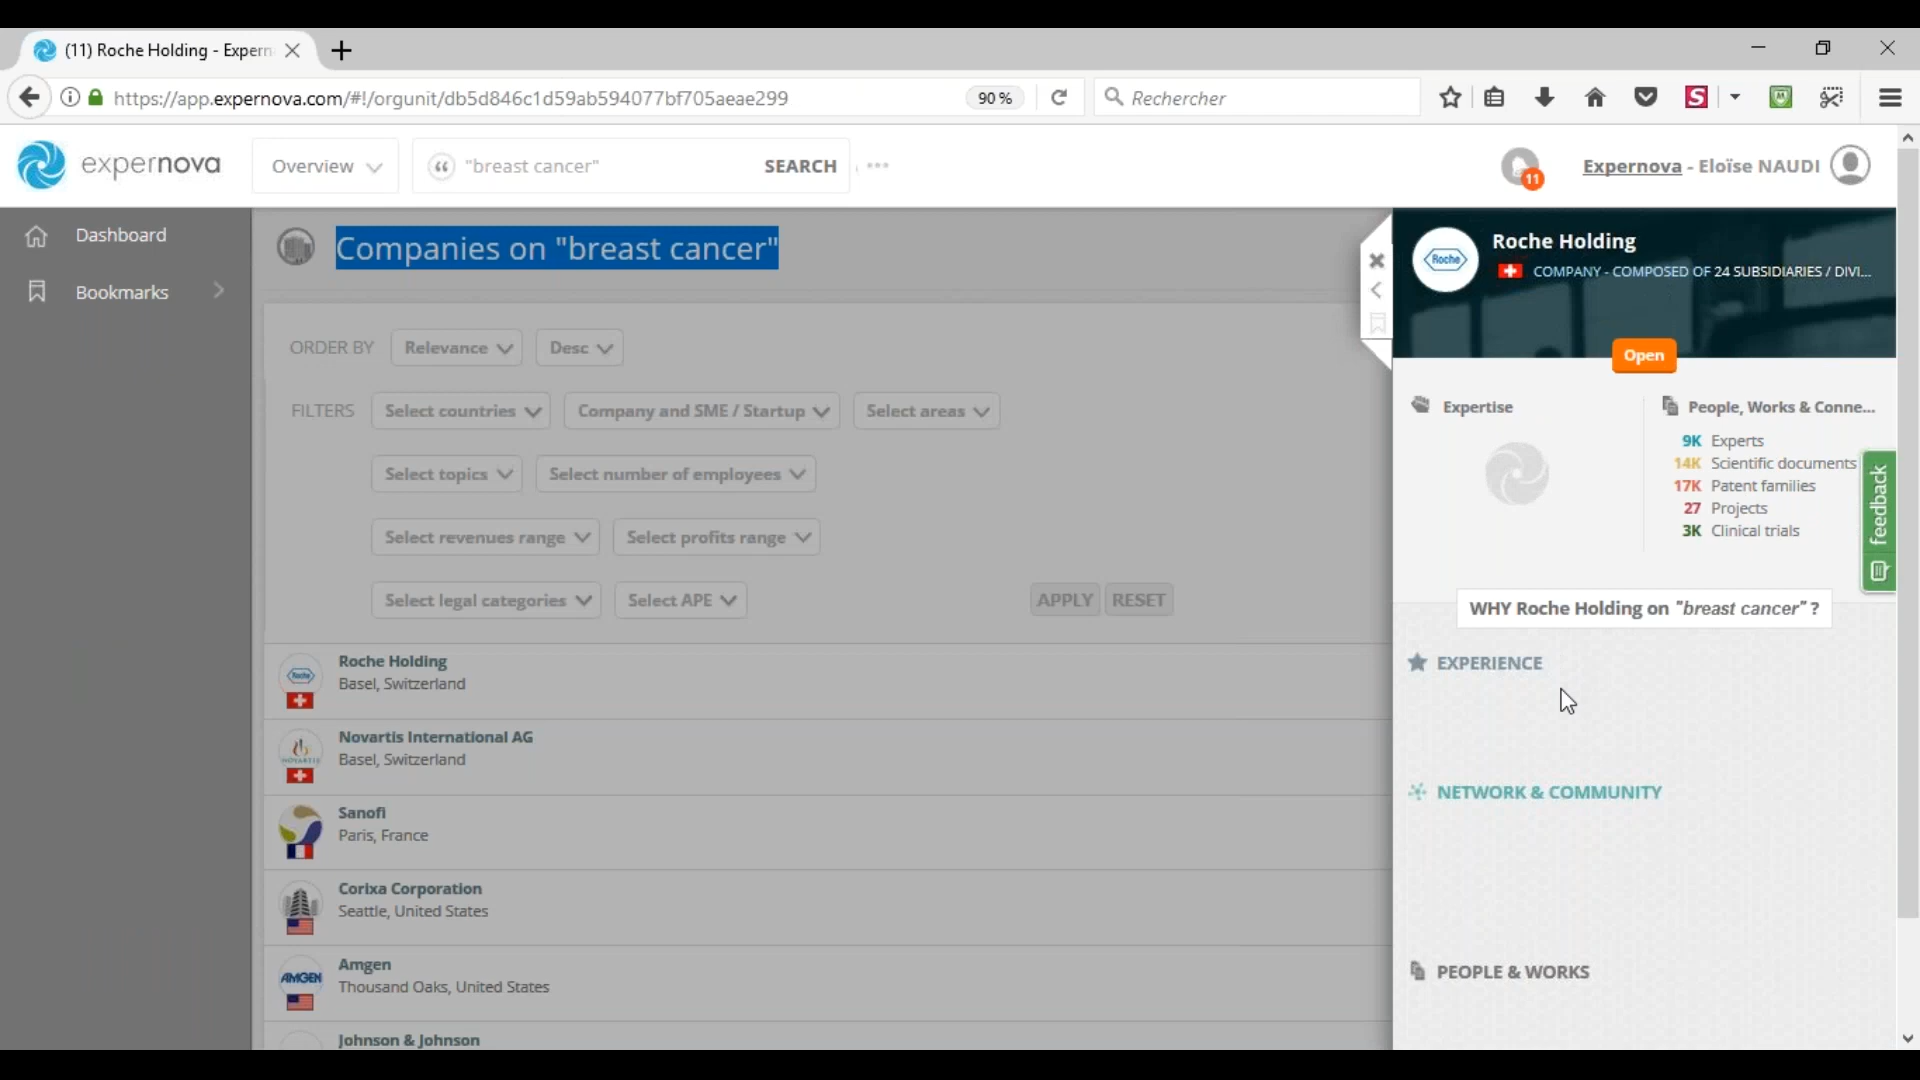 (11) Roche Holding - Expern
https://app.expernova.com/#!/orgunit/db5d846c1d59ab594077bf705aeae299
90 %
Rechercher
expernova
Overview
"breast cancer"
SEARCH
11
Expernova - Eloïse NAUDI
Dashboard
Bookmarks
Companies on "breast cancer"
ORDER BY
Relevance
Desc
FILTERS
Select countries
Company and SME / Startup
Select areas
Select topics
Select number of employees
Select revenues range
Select profits range
Select legal categories
Select APE
APPLY
RESET
Roche
Roche Holding
Basel, Switzerland
NOVARTIS
Novartis International AG
Basel, Switzerland
Sanofi
Paris, France
Corixa Corporation
Seattle, United States
AMGEN
Amgen
Thousand Oaks, United States
Johnson & Johnson
Roche
Roche Holding
COMPANY - COMPOSED OF 24 SUBSIDIARIES / DIVI...
Open
Expertise
People, Works & Conne...
9K Experts
14K Scientific documents
17K Patent families
27 Projects
3K Clinical trials
feedback
WHY Roche Holding on "breast cancer" ?
EXPERIENCE
NETWORK & COMMUNITY
PEOPLE & WORKS